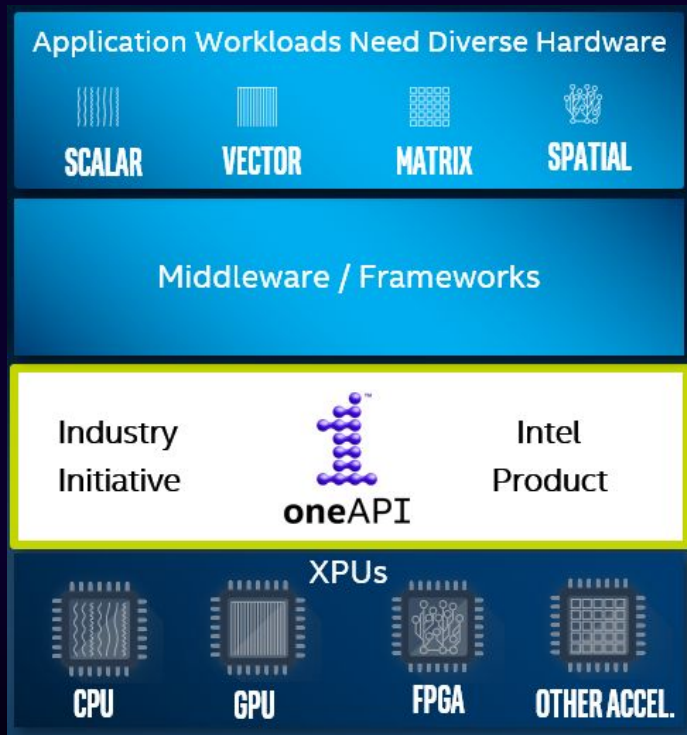 Application Workloads Need Diverse Hardware
SCALAR
VECTOR
MATRIX
SPATIAL
Middleware / Frameworks
Industry
Initiative
™
oneAPI
Intel
Product
XPUs
CPU
GPU
FPGA
OTHER ACCEL.